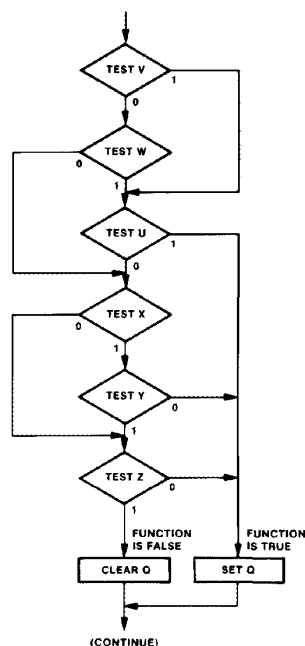 TEST V
1
0
TEST W
0
1
TEST U
1
0
TEST X
0
1
TEST Y
0
1
TEST Z
0
1
FUNCTION
IS FALSE
FUNCTION
IS TRUE
CLEAR Q
SET Q
(CONTINUE)